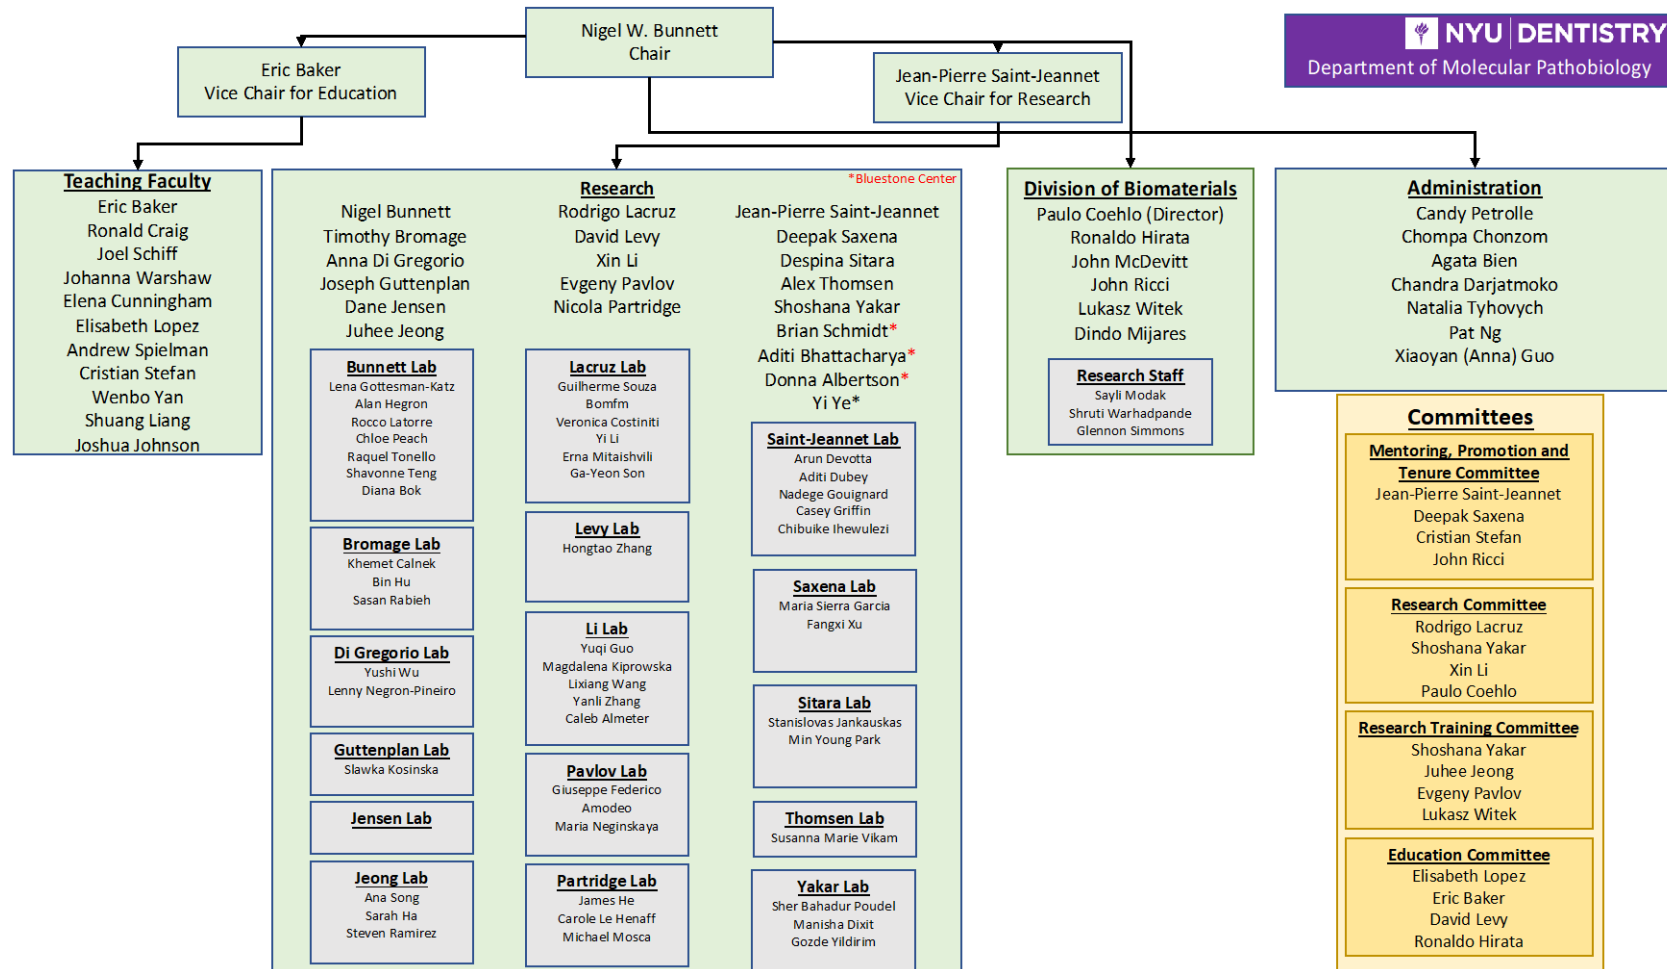 Nigel W. Bunnett
Chair
NYU DENTISTRY
Department of Molecular Pathobiology
Eric Baker
Vice Chair for Education
Jean-Pierre Saint-Jeannet
Vice Chair for Research
Teaching Faculty
Eric Baker
Ronald Craig
Joel Schiff
Johanna Warshaw
Elena Cunningham
Elisabeth Lopez
Andrew Spielman
Cristian Stefan
Wenbo Yan
Shuang Liang
Joshua Johnson
*Bluestone Center
Research
Nigel Bunnett
Timothy Bromage
Anna Di Gregorio
Joseph Guttenplan
Dane Jensen
Juhee Jeong
Bunnett Lab
Lena Gottesman-Katz
Alan Hegron
Rocco Latorre
Chloe Peach
Raquel Tonello
Shavonne Teng
Diana Bok
Bromage Lab
Khemet Calnek
Bin Hu
Sasan Rabieh
Di Gregorio Lab
Yushi Wu
Lenny Negron-Pineiro
Guttenplan Lab
Slawka Kosinska
Jensen Lab
Jeong Lab
Ana Song
Sarah Ha
Steven Ramirez
Rodrigo Lacruz
David Levy
Xin Li
Evgeny Pavlov
Nicola Partridge
Lacruz Lab
Guilherme Souza
Bomfm
Veronica Costiniti
Yi Li
Erna Mitaishvili
Ga-Yeon Son
Levy Lab
Hongtao Zhang
Li Lab
Yuqi Guo
Magdalena Kiprowska
Lixiang Wang
Yanli Zhang
Caleb Almeter
Pavlov Lab
Giuseppe Federico
Amodeo
Maria Neginskaya
Partridge Lab
James He
Carole Le Henaff
Michael Mosca
Jean-Pierre Saint-Jeannet
Deepak Saxena
Despina Sitara
Alex Thomsen
Shoshana Yakar
Brian Schmidt*
Aditi Bhattacharya*
Donna Albertson*
Yi Ye*
Saint-Jeannet Lab
Arun Devotta
Aditi Dubey
Nadege Gouignard
Casey Griffin
Chibuike Ihewulezi
Saxena Lab
Maria Sierra Garcia
Fangxi Xu
Sitara Lab
Stanislovas Jankauskas
Min Young Park
Thomsen Lab
Susanna Marie Vikam
Yakar Lab
Sher Bahadur Poudel
Manisha Dixit
Gozde Yildirim
Division of Biomaterials
Paulo Coehlo (Director)
Ronaldo Hirata
John McDevitt
John Ricci
Lukasz Witek
Dindo Mijares
Research Staff
Sayli Modak
Shruti Warhadpande
Glennon Simmons
Administration
Candy Petrolle
Chompa Chonzom
Agata Bien
Chandra Darjatmoko
Natalia Tyhovych
Pat Ng
Xiaoyan (Anna) Guo
Committees
Mentoring, Promotion and
Tenure Committee
Jean-Pierre Saint-Jeannet
Deepak Saxena
Cristian Stefan
John Ricci
Research Committee
Rodrigo Lacruz
Shoshana Yakar
Xin Li
Paulo Coehlo
Research Training Committee
Shoshana Yakar
Juhee Jeong
Evgeny Pavlov
Lukasz Witek
Education Committee
Elisabeth Lopez
Eric Baker
David Levy
Ronaldo Hirata